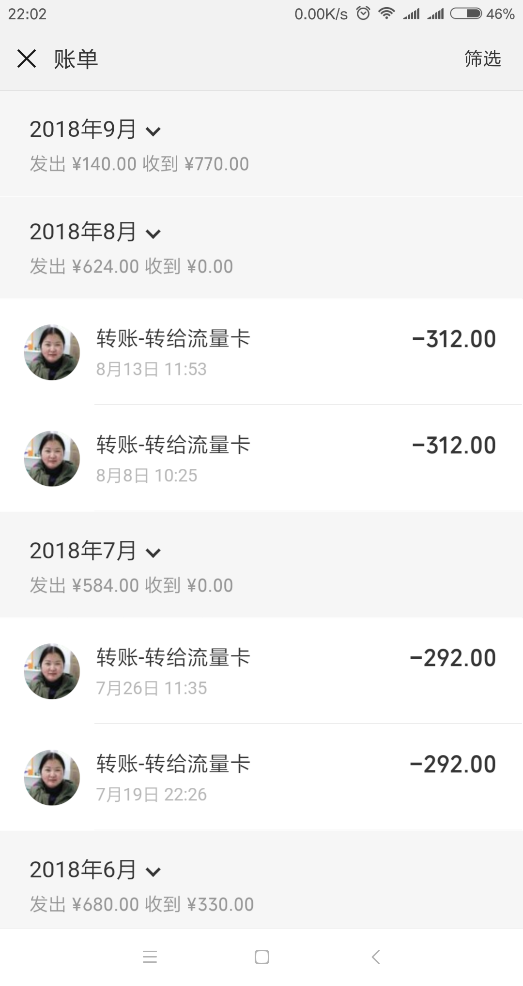 22:02 0.00K/s 46%
账单 筛选
2018年9月
发出 ¥140.00 收到 ¥770.00
2018年8月
发出 ¥624.00 收到 ¥0.00
转账-转给流量卡 -312.00
8月13日 11:53
转账-转给流量卡 -312.00
8月8日 10:25
2018年7月
发出 ¥584.00 收到 ¥0.00
转账-转给流量卡 -292.00
7月26日 11:35
转账-转给流量卡 -292.00
7月19日 22:26
2018年6月
发出 ¥680.00 收到 ¥330.00